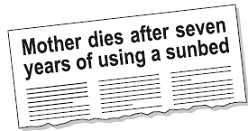 Mother dies after seven
years of using a sunbed